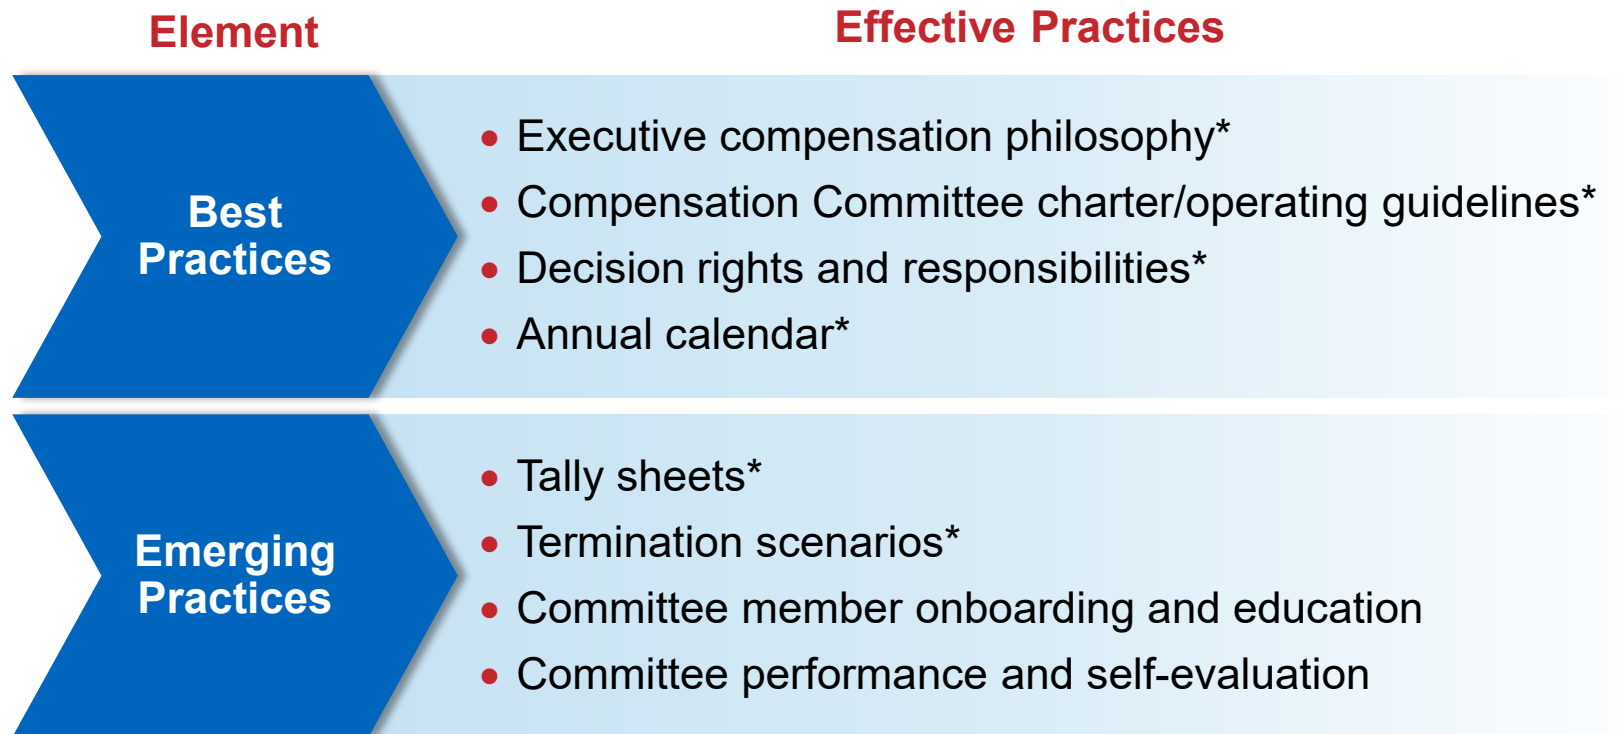 Element
Effective Practices
Best
Practices
• Executive compensation philosophy*
• Compensation Committee charter/operating guidelines*
• Decision rights and responsibilities*
• Annual calendar*
Emerging
Practices
• Tally sheets*
• Termination scenarios*
• Committee member onboarding and education
• Committee performance and self-evaluation